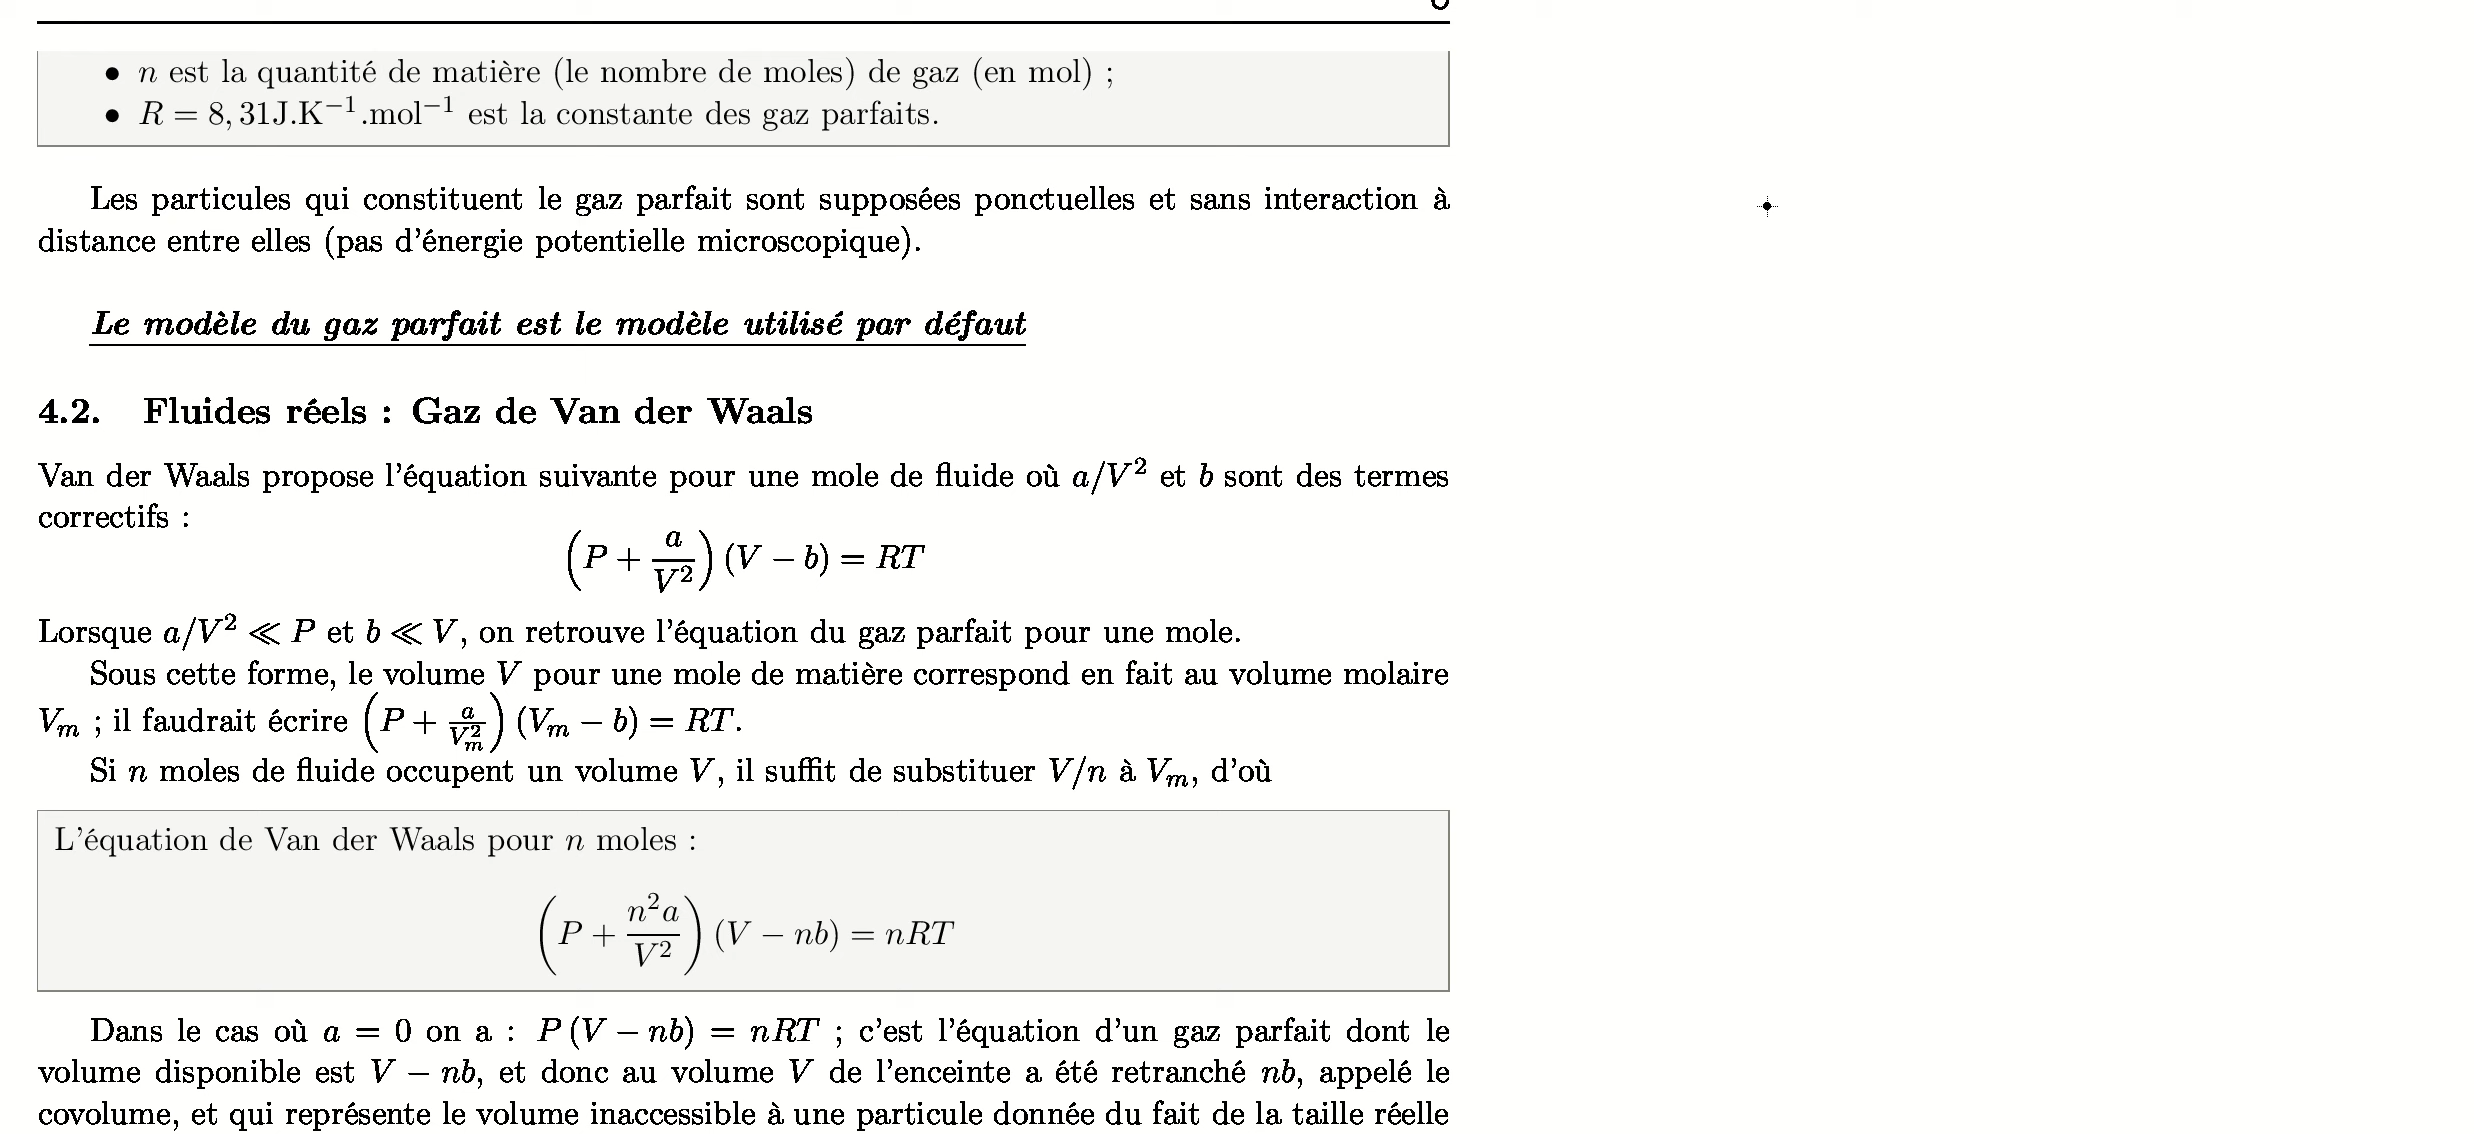 • n est la quantité de matière (le nombre de moles) de gaz (en mol) ;
• R = 8, 31J.K⁻¹.mol⁻¹ est la constante des gaz parfaits.
Les particules qui constituent le gaz parfait sont supposées ponctuelles et sans interaction à
distance entre elles (pas d'énergie potentielle microscopique).
Le modèle du gaz parfait est le modèle utilisé par défaut
4.2. Fluides réels : Gaz de Van der Waals
Van der Waals propose l'équation suivante pour une mole de fluide où a/V² et b sont des termes
correctifs :
(P + a/V²) (V − b) = RT
Lorsque a/V² ≪ P et b ≪ V, on retrouve l'équation du gaz parfait pour une mole.
Sous cette forme, le volume V pour une mole de matière correspond en fait au volume molaire
Vₘ ; il faudrait écrire (P + a/Vₘ²) (Vₘ − b) = RT.
Si n moles de fluide occupent un volume V, il suffit de substituer V/n à Vₘ, d'où
L'équation de Van der Waals pour n moles :
(P + n²a/V²) (V − nb) = nRT
Dans le cas où a = 0 on a : P (V − nb) = nRT ; c'est l'équation d'un gaz parfait dont le
volume disponible est V − nb, et donc au volume V de l'enceinte a été retranché nb, appelé le
covolume, et qui représente le volume inaccessible à une particule donnée du fait de la taille réelle